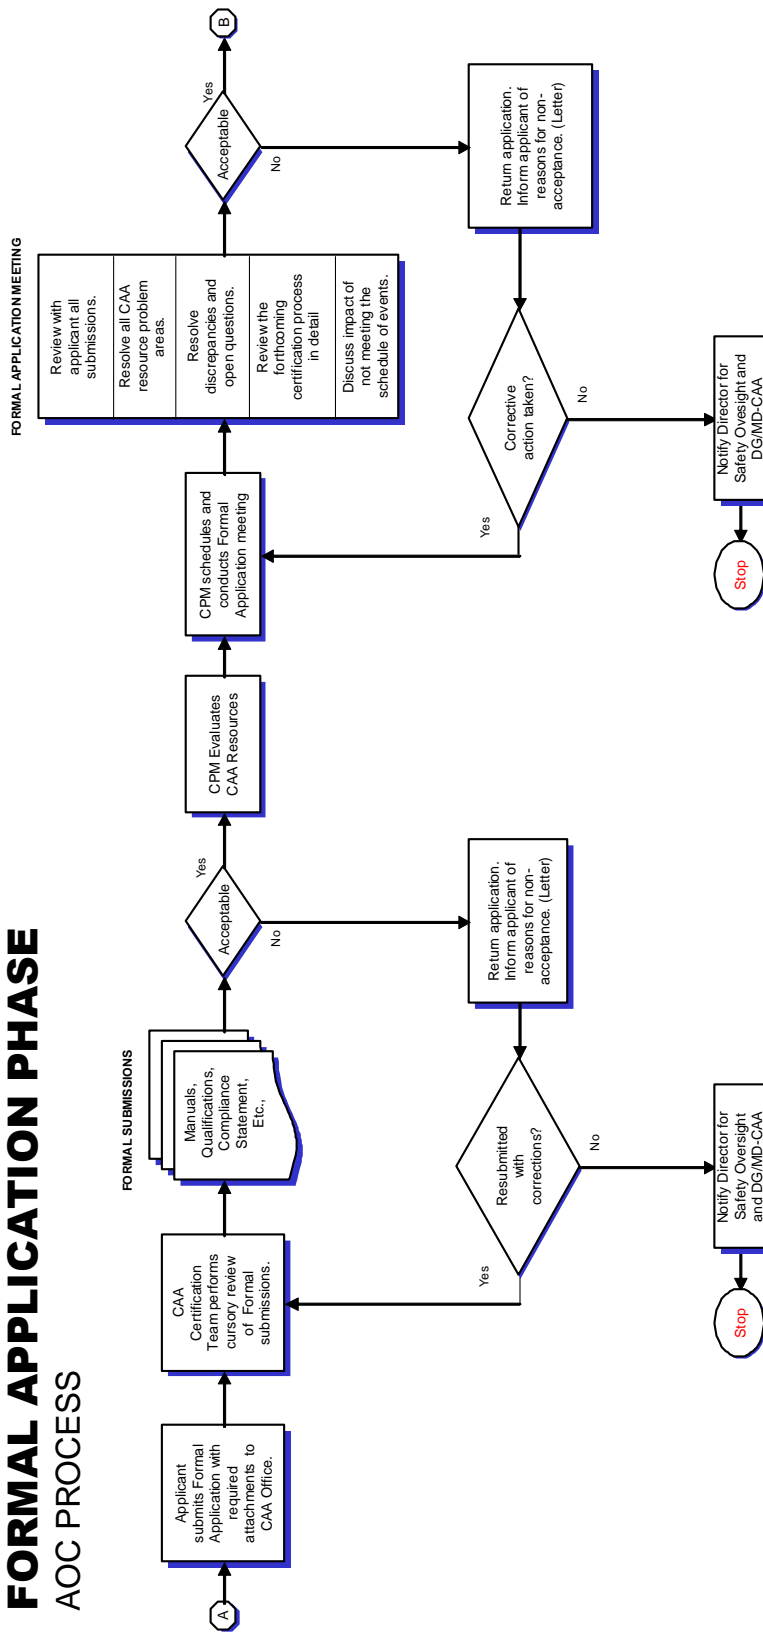 FORMAL APPLICATION PHASE
AOC PROCESS
A
Applicant
submits Formal
Application with
required
attachments to
CAA Office.
CAA
Certification
Team performs
cursory review
of Formal
submissions.
FORMAL SUBMISSIONS
Manuals,
Qualifications,
Compliance
Statement,
Etc.,
Acceptable
Yes
No
CPM Evaluates
CAA Resources
CPM schedules and
conducts Formal
Application meeting
FORMAL APPLICATION MEETING
Review with
applicant all
submissions.
Resolve all CAA
resource problem
areas.
Resolve
discrepancies and
open questions.
Review the
forthcoming
certification process
in detail
Discuss impact of
not meeting the
schedule of events.
Acceptable
Yes
No
B
Return application.
Inform applicant of
reasons for non-
acceptance. (Letter)
Resubmitted
with
corrections?
Yes
No
Notify Director for
Safety Oversight
and DG/MD-CAA
Stop
Return application.
Inform applicant of
reasons for non-
acceptance. (Letter)
Corrective
action taken?
Yes
No
Notify Director for
Safety Ovesight and
DG/MD-CAA
Stop